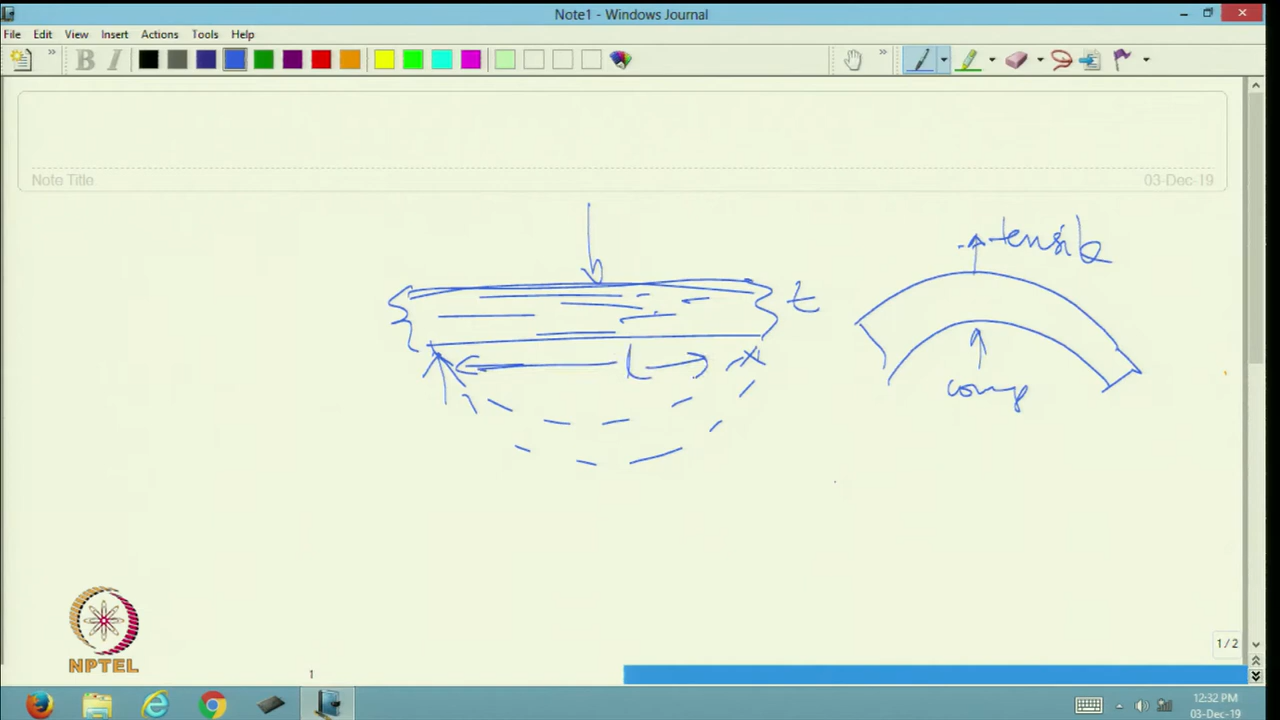 Note1 - Windows Journal
File Edit View Insert Actions Tools Help
B I
Note Title
03-Dec-19
tensile
t
L
comp
NPTEL
1
1 / 2
12:32 PM
03-Dec-19